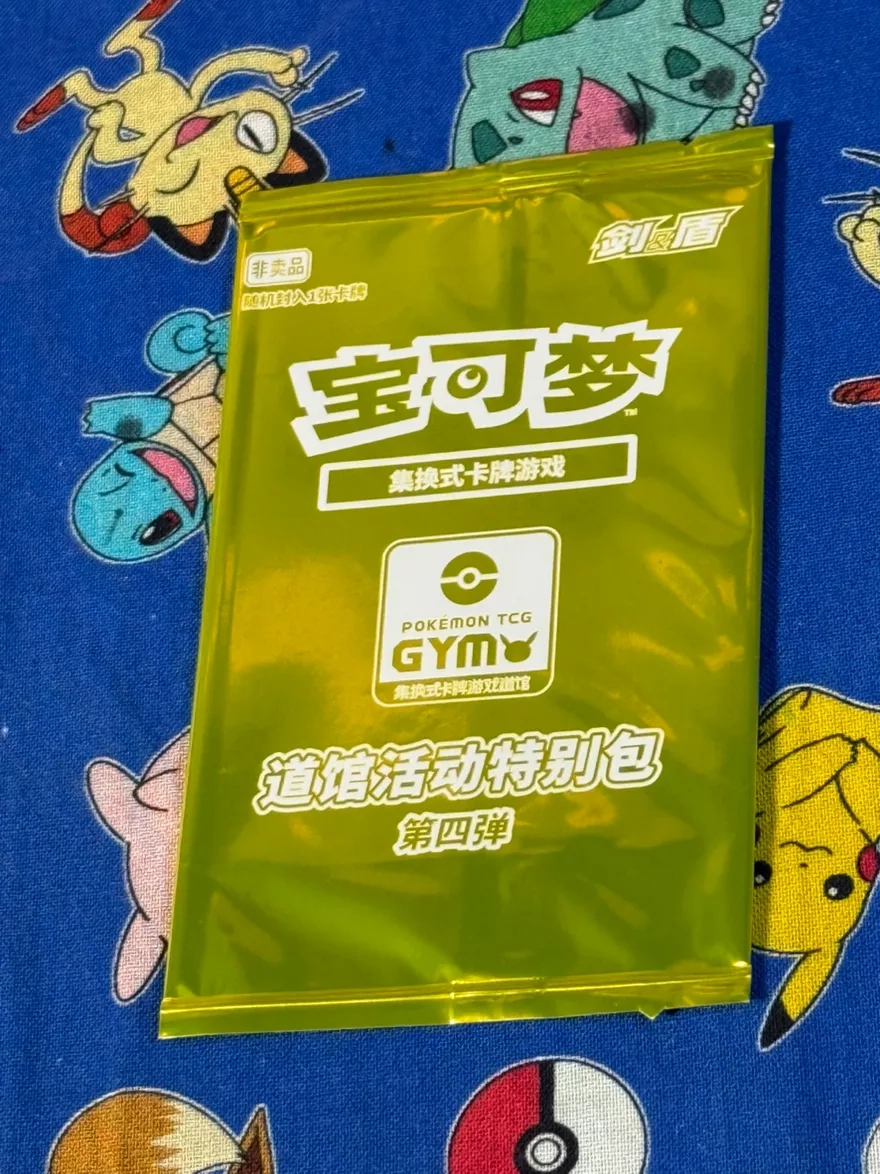 非卖品
剑&盾
随机封入1张卡牌
宝可梦
TM
集换式卡牌游戏
POKÉMON TCG
GYM
集换式卡牌游戏道馆
道馆活动特别包
第四弹